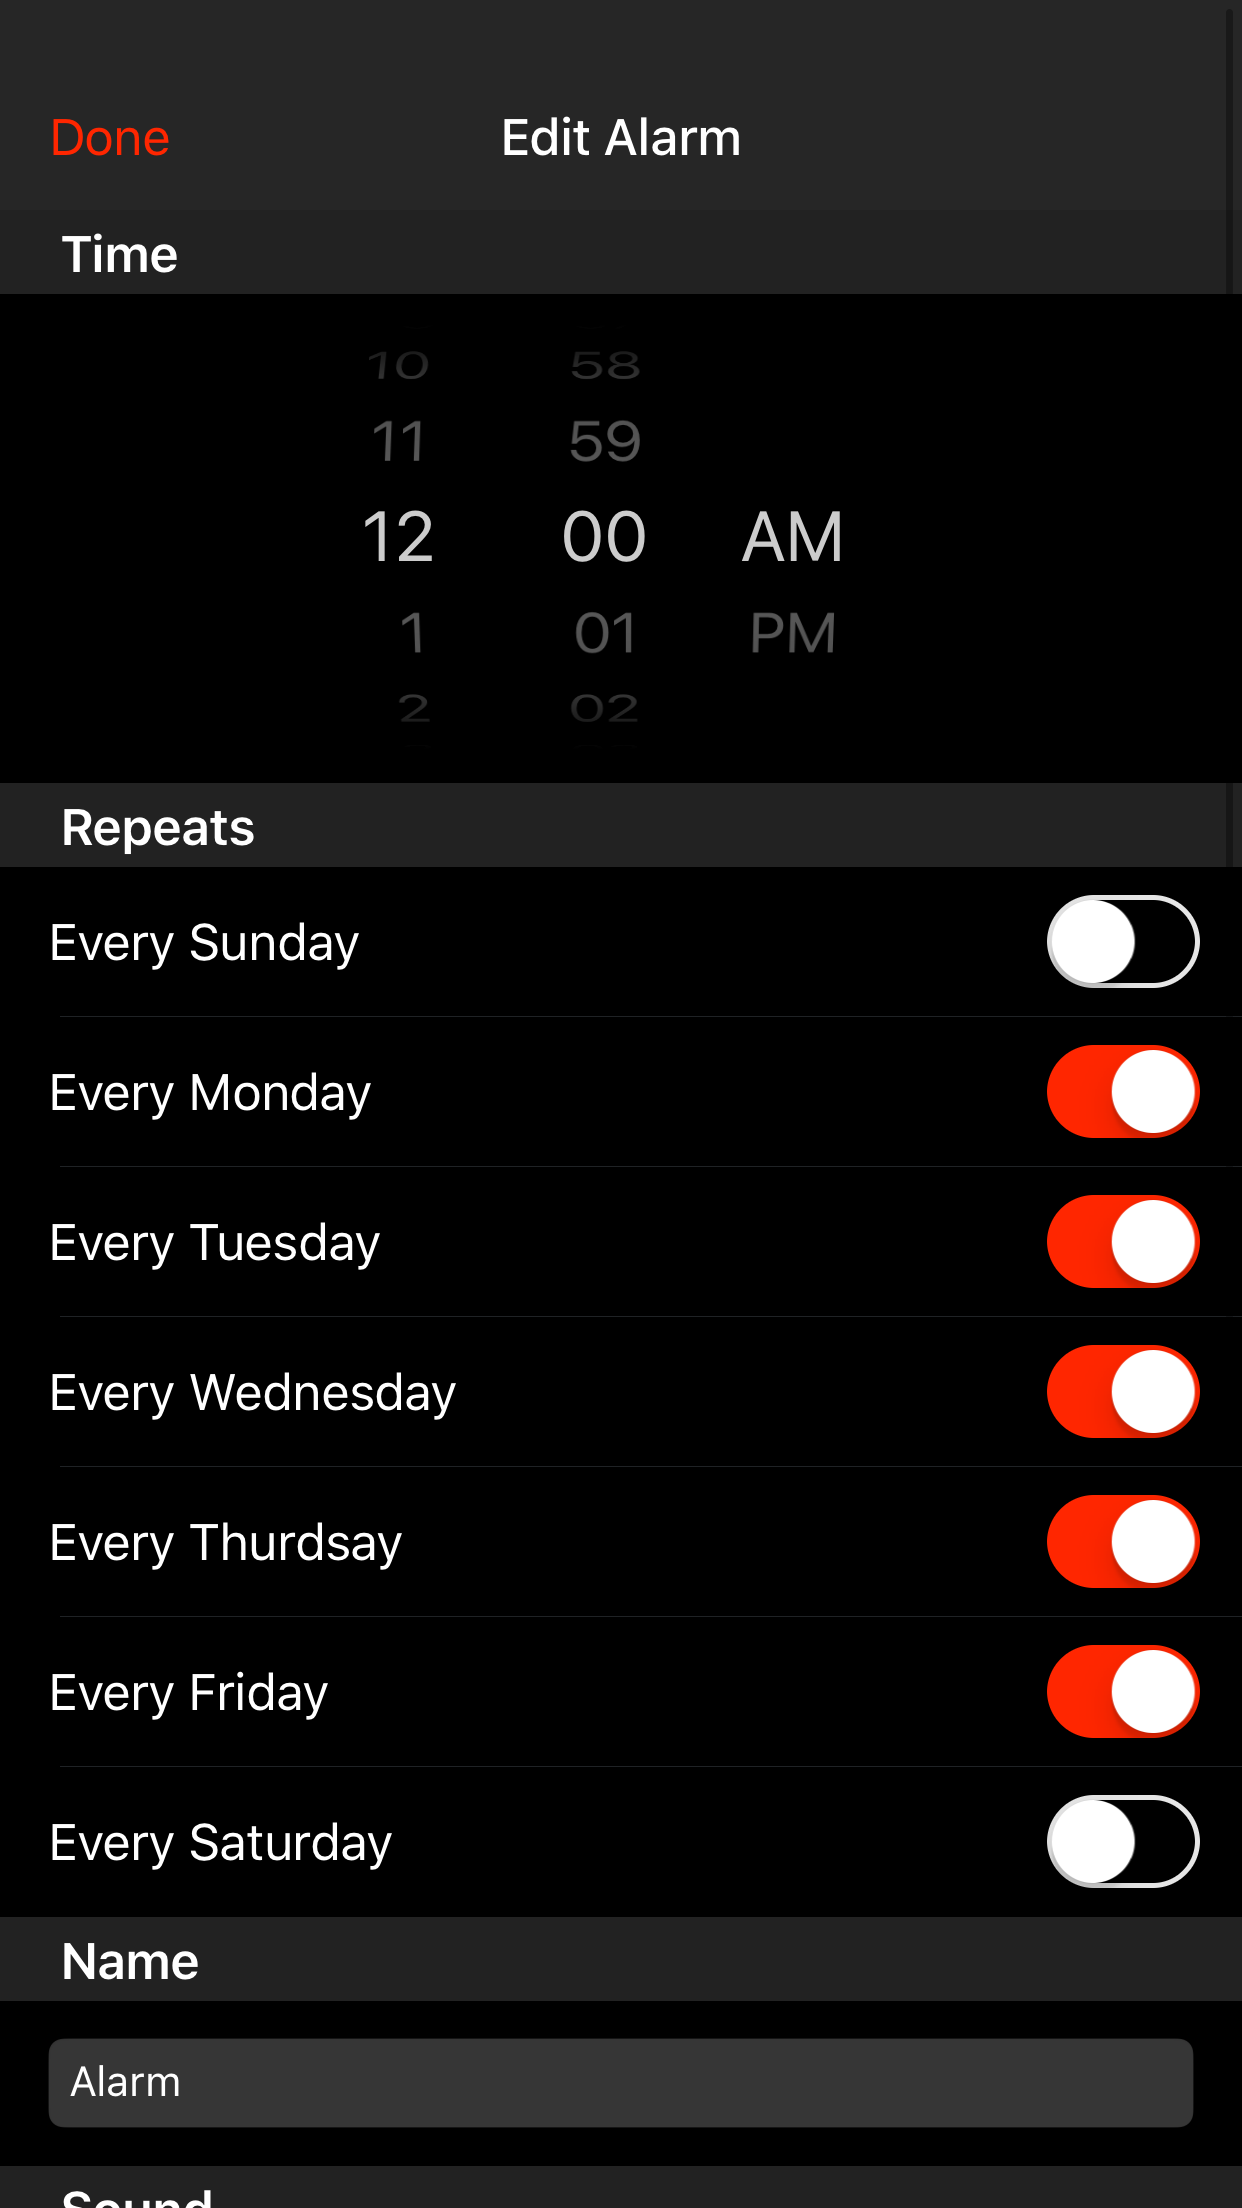 Done Edit Alarm
Time
10 58
11 59
12 00 AM
1 01 PM
2 02
Repeats
Every Sunday
Every Monday
Every Tuesday
Every Wednesday
Every Thurdsay
Every Friday
Every Saturday
Name
Alarm
Sound